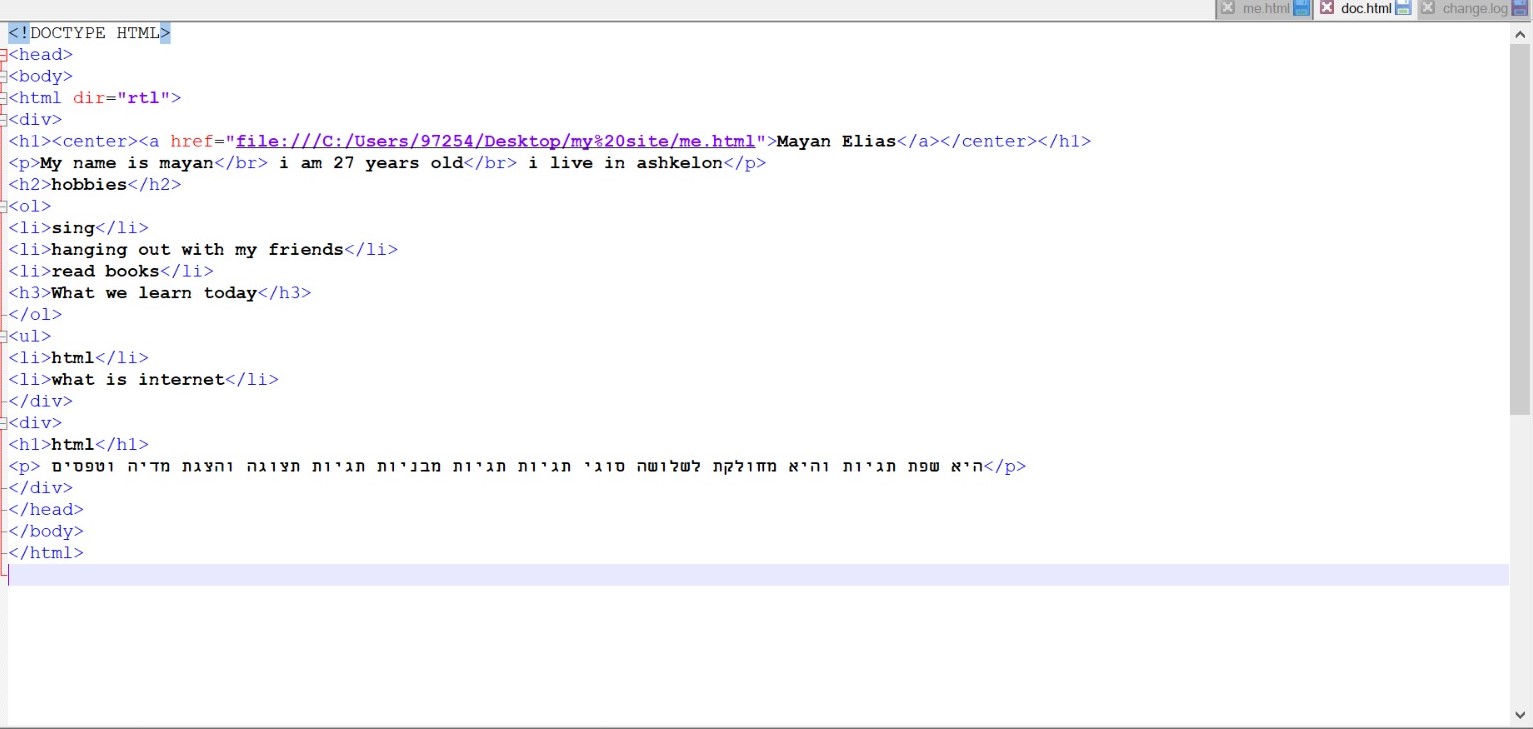 me.html doc.html change.log
<!DOCTYPE HTML>
<head>
<body>
<html dir="rtl">
<div>
<h1><center><a href="file:///C:/Users/97254/Desktop/my%20site/me.html">Mayan Elias</a></center></h1>
<p>My name is mayan</br> i am 27 years old</br> i live in ashkelon</p>
<h2>hobbies</h2>
<ol>
<li>sing</li>
<li>hanging out with my friends</li>
<li>read books</li>
<h3>What we learn today</h3>
</ol>
<ul>
<li>html</li>
<li>what is internet</li>
</div>
<div>
<h1>html</h1>
<p> היא שפת תגיות והיא מחולקת לשלושה סוגי תגיות תגיות מבניות תגיות תצוגה והצגת מדיה וטפסים</p>
</div>
</head>
</body>
</html>